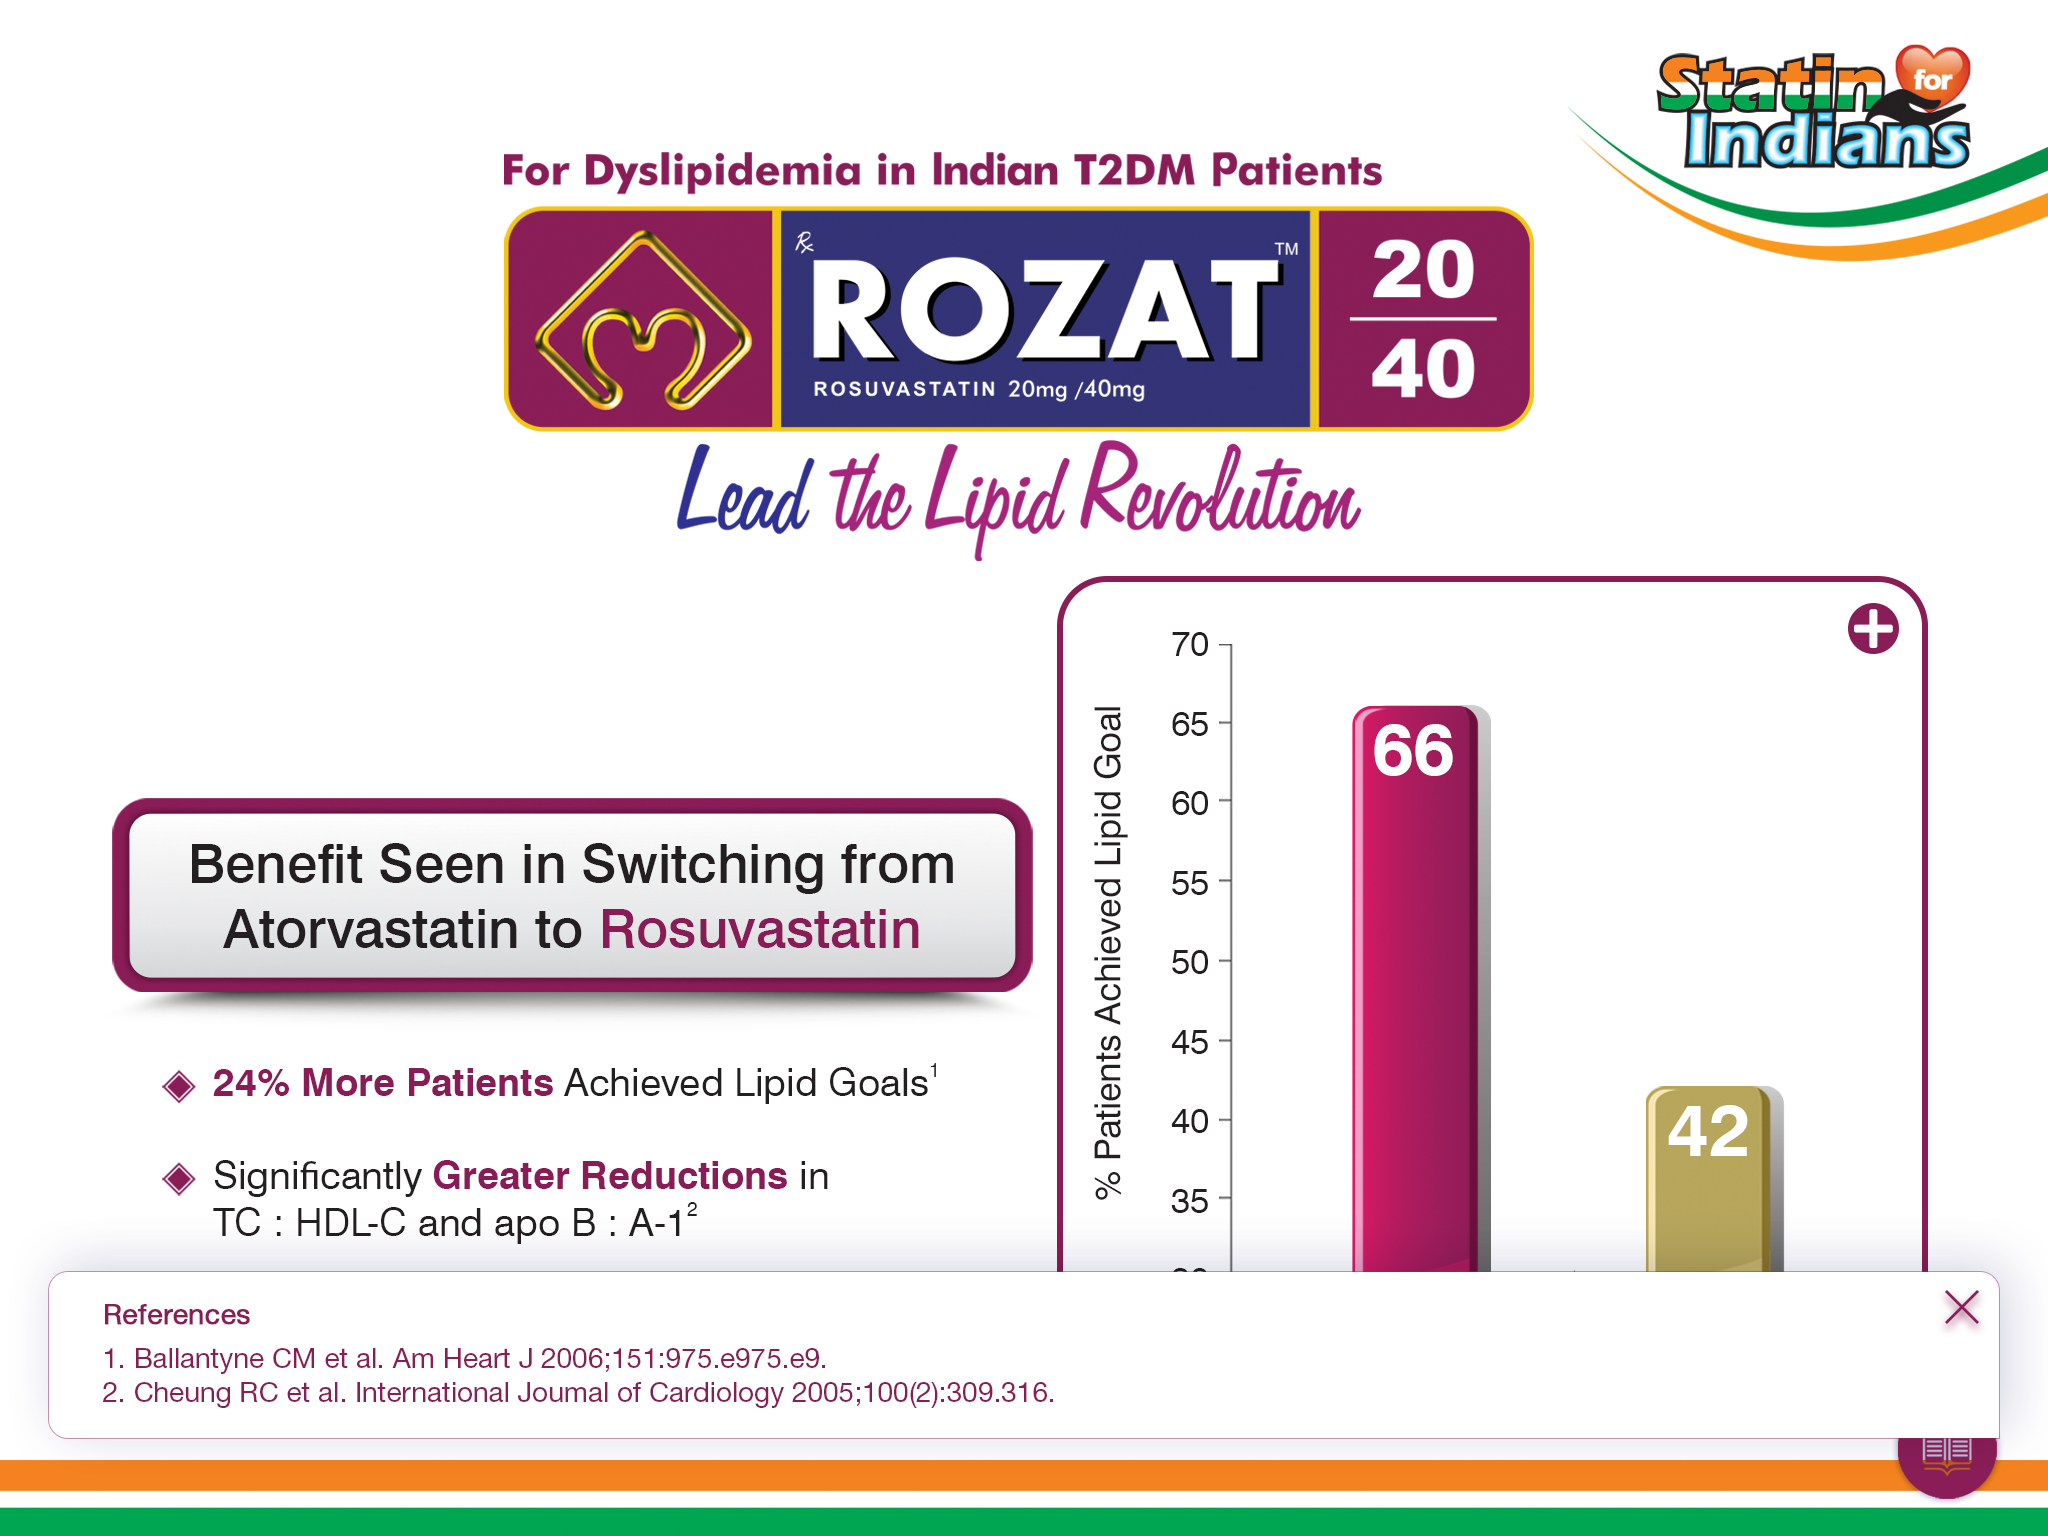 Statin for
Indians
For Dyslipidemia in Indian T2DM Patients
Rx ROZAT™
ROSUVASTATIN 20mg /40mg
20
40
Lead the Lipid Revolution
Benefit Seen in Switching from
Atorvastatin to Rosuvastatin
24% More Patients Achieved Lipid Goals1
Significantly Greater Reductions in
TC : HDL-C and apo B : A-12
% Patients Achieved Lipid Goal
70
65
60
55
50
45
40
35
66
42
References
1. Ballantyne CM et al. Am Heart J 2006;151:975.e975.e9.
2. Cheung RC et al. International Joumal of Cardiology 2005;100(2):309.316.